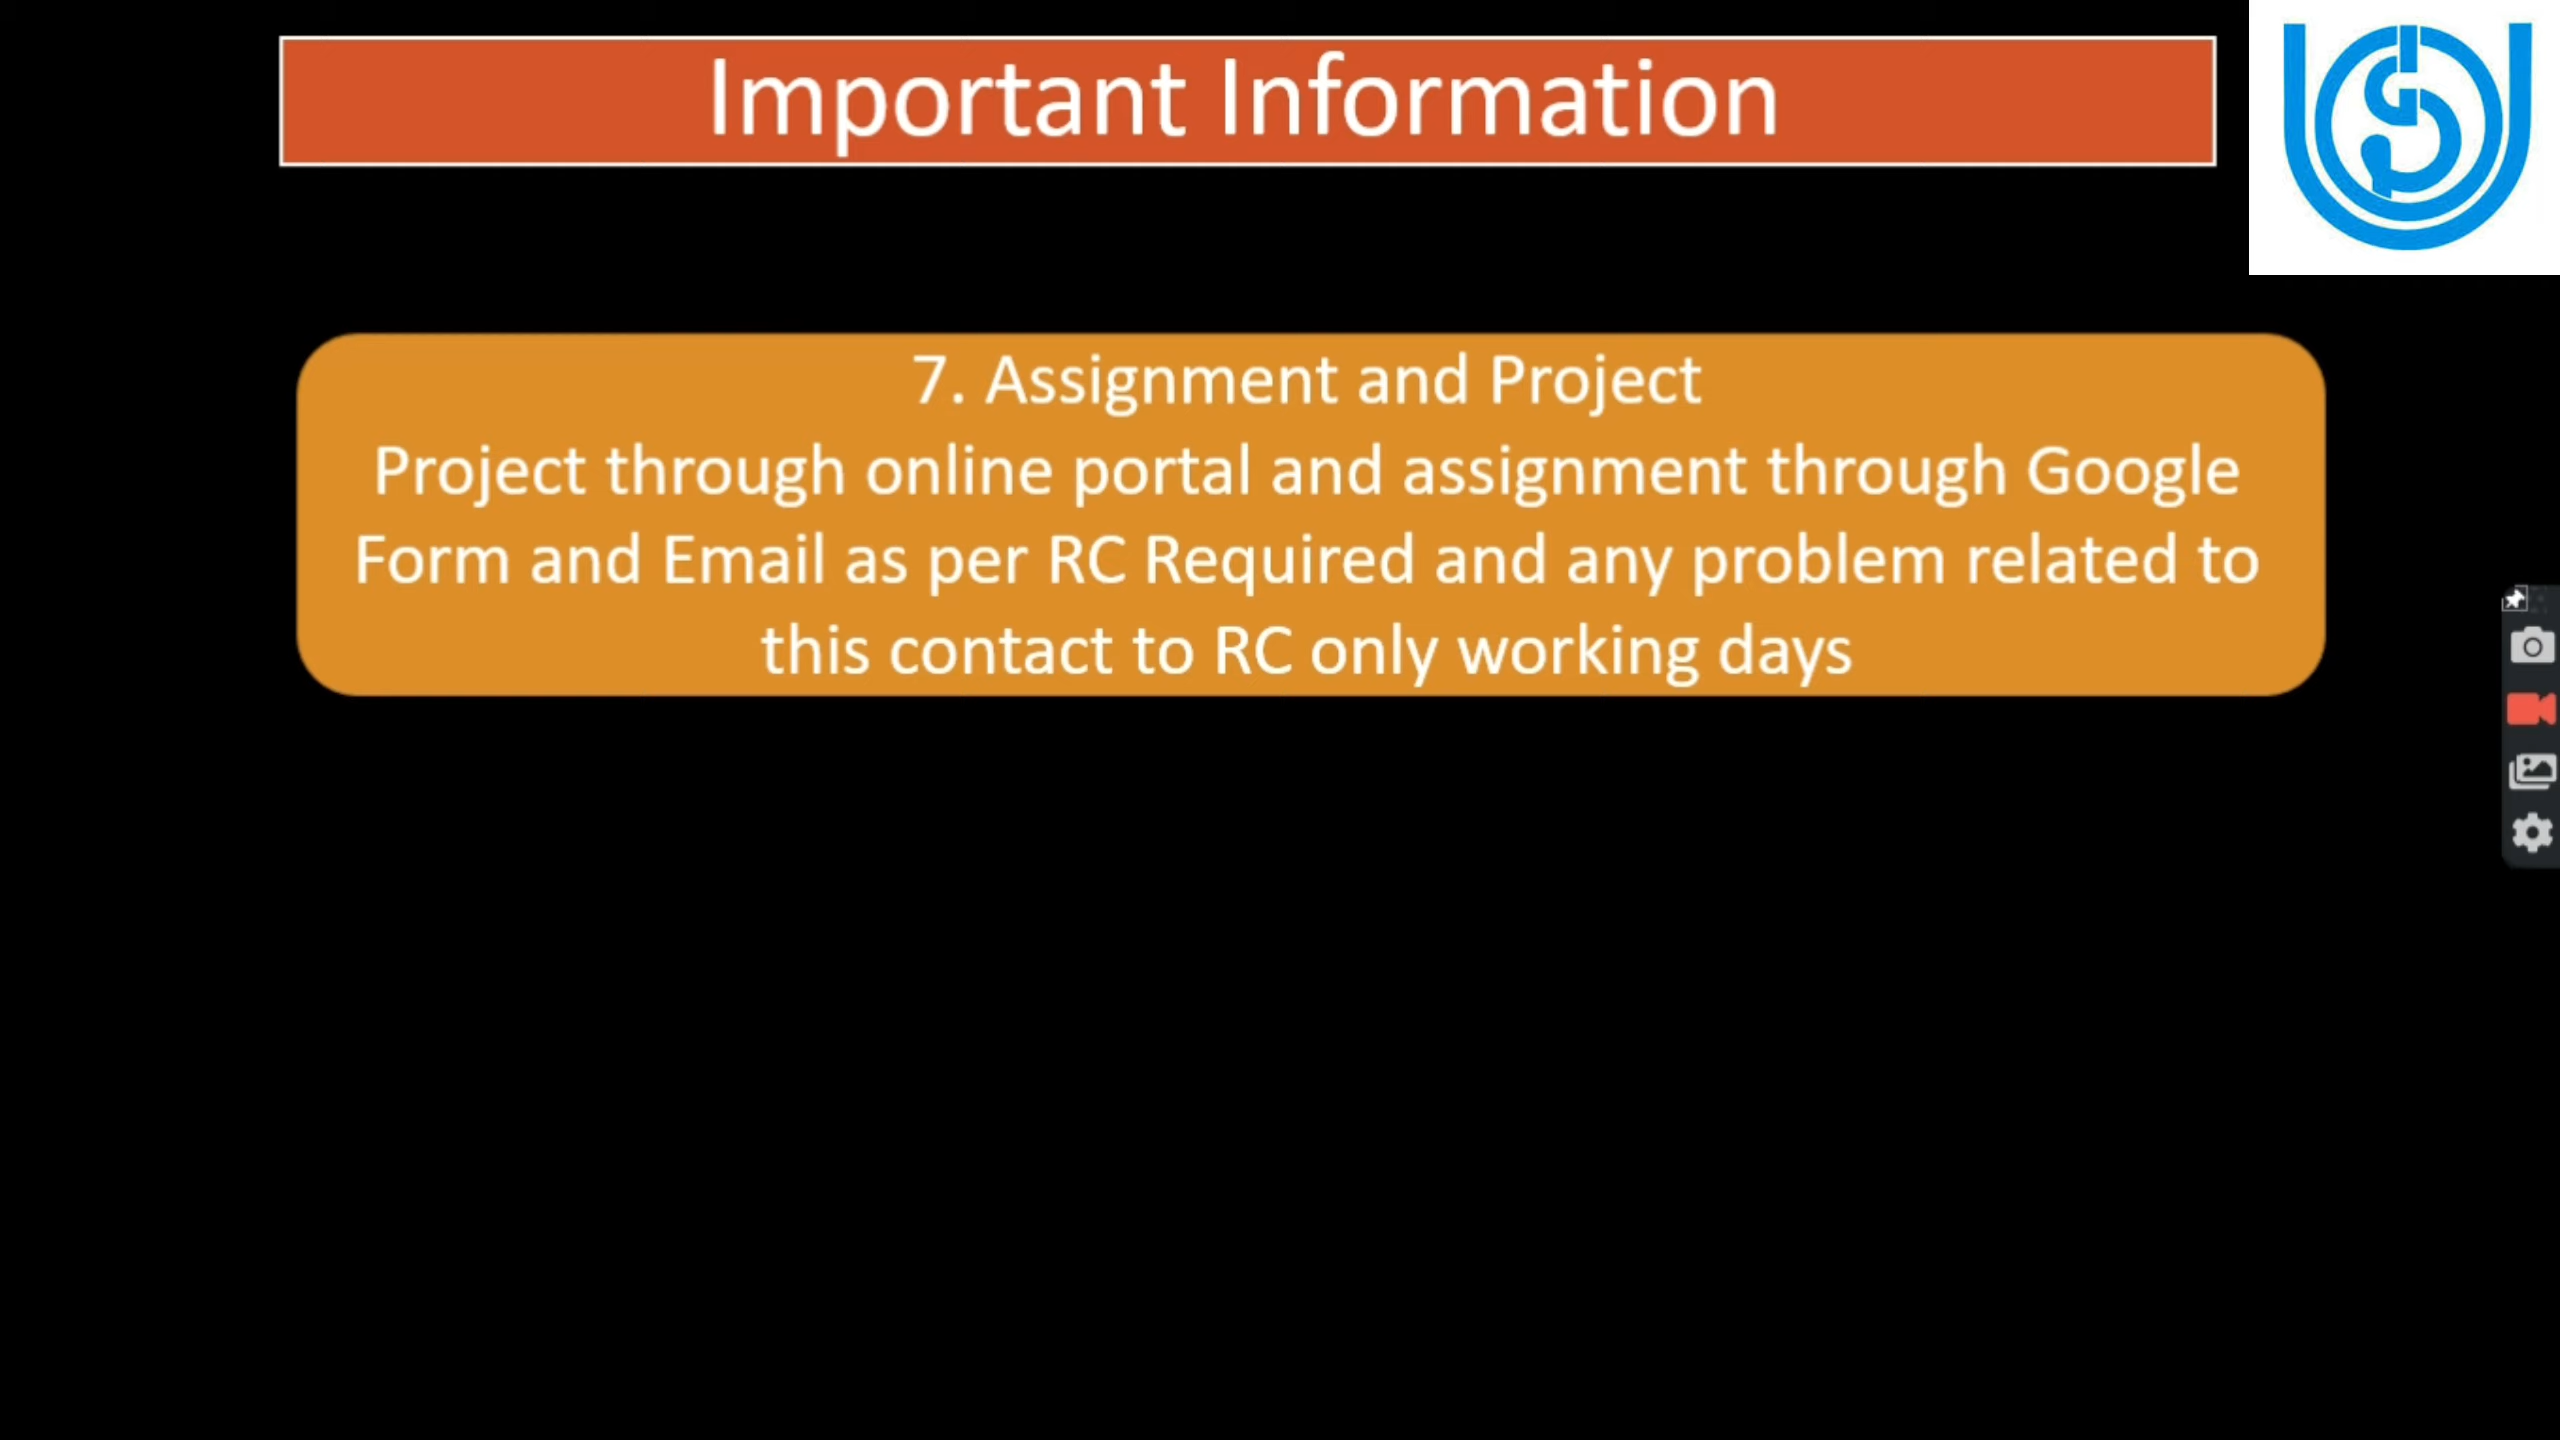 Important Information
7. Assignment and Project
Project through online portal and assignment through Google
Form and Email as per RC Required and any problem related to
this contact to RC only working days